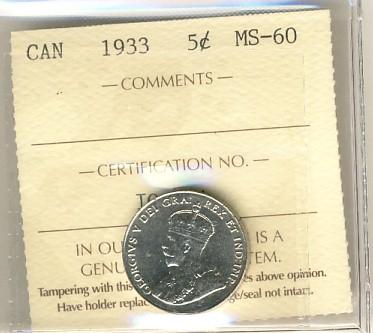 CAN 1933 5¢ MS-60
— COMMENTS —
— CERTIFICATION NO. —
GEORGIVS V DEI GRA: REX ET IND:IMP:
IN OU IS A
GENU TEM.
Tampering with this es above opinion.
Have holder replac ge/seal not intact.